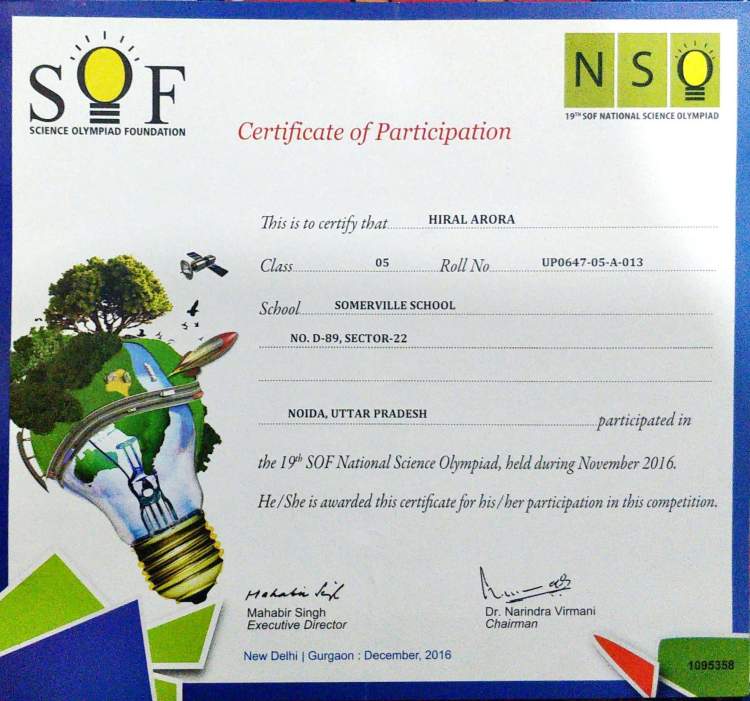 SOF
SCIENCE OLYMPIAD FOUNDATION
NSO
19TH SOF NATIONAL SCIENCE OLYMPIAD
Certificate of Participation
This is to certify that HIRAL ARORA
Class 05 Roll No UP0647-05-A-013
School SOMERVILLE SCHOOL
NO. D-89, SECTOR-22
NOIDA, UTTAR PRADESH participated in
the 19th SOF National Science Olympiad, held during November 2016.
He/She is awarded this certificate for his/her participation in this competition.
Mahabir Singh
Mahabir Singh Dr. Narindra Virmani
Executive Director Chairman
New Delhi | Gurgaon : December, 2016
1095358